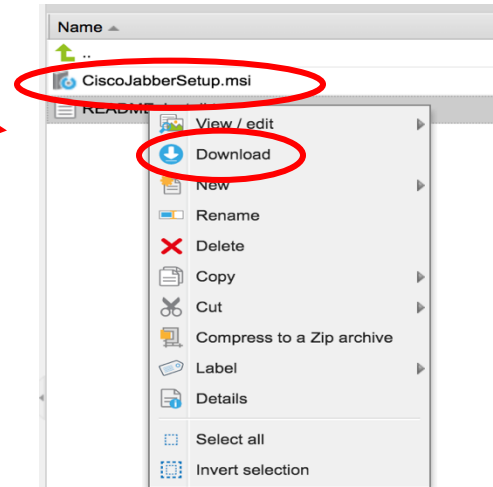 Name
..
CiscoJabberSetup.msi
README
View / edit
Download
New
Rename
Delete
Copy
Cut
Compress to a Zip archive
Label
Details
Select all
Invert selection